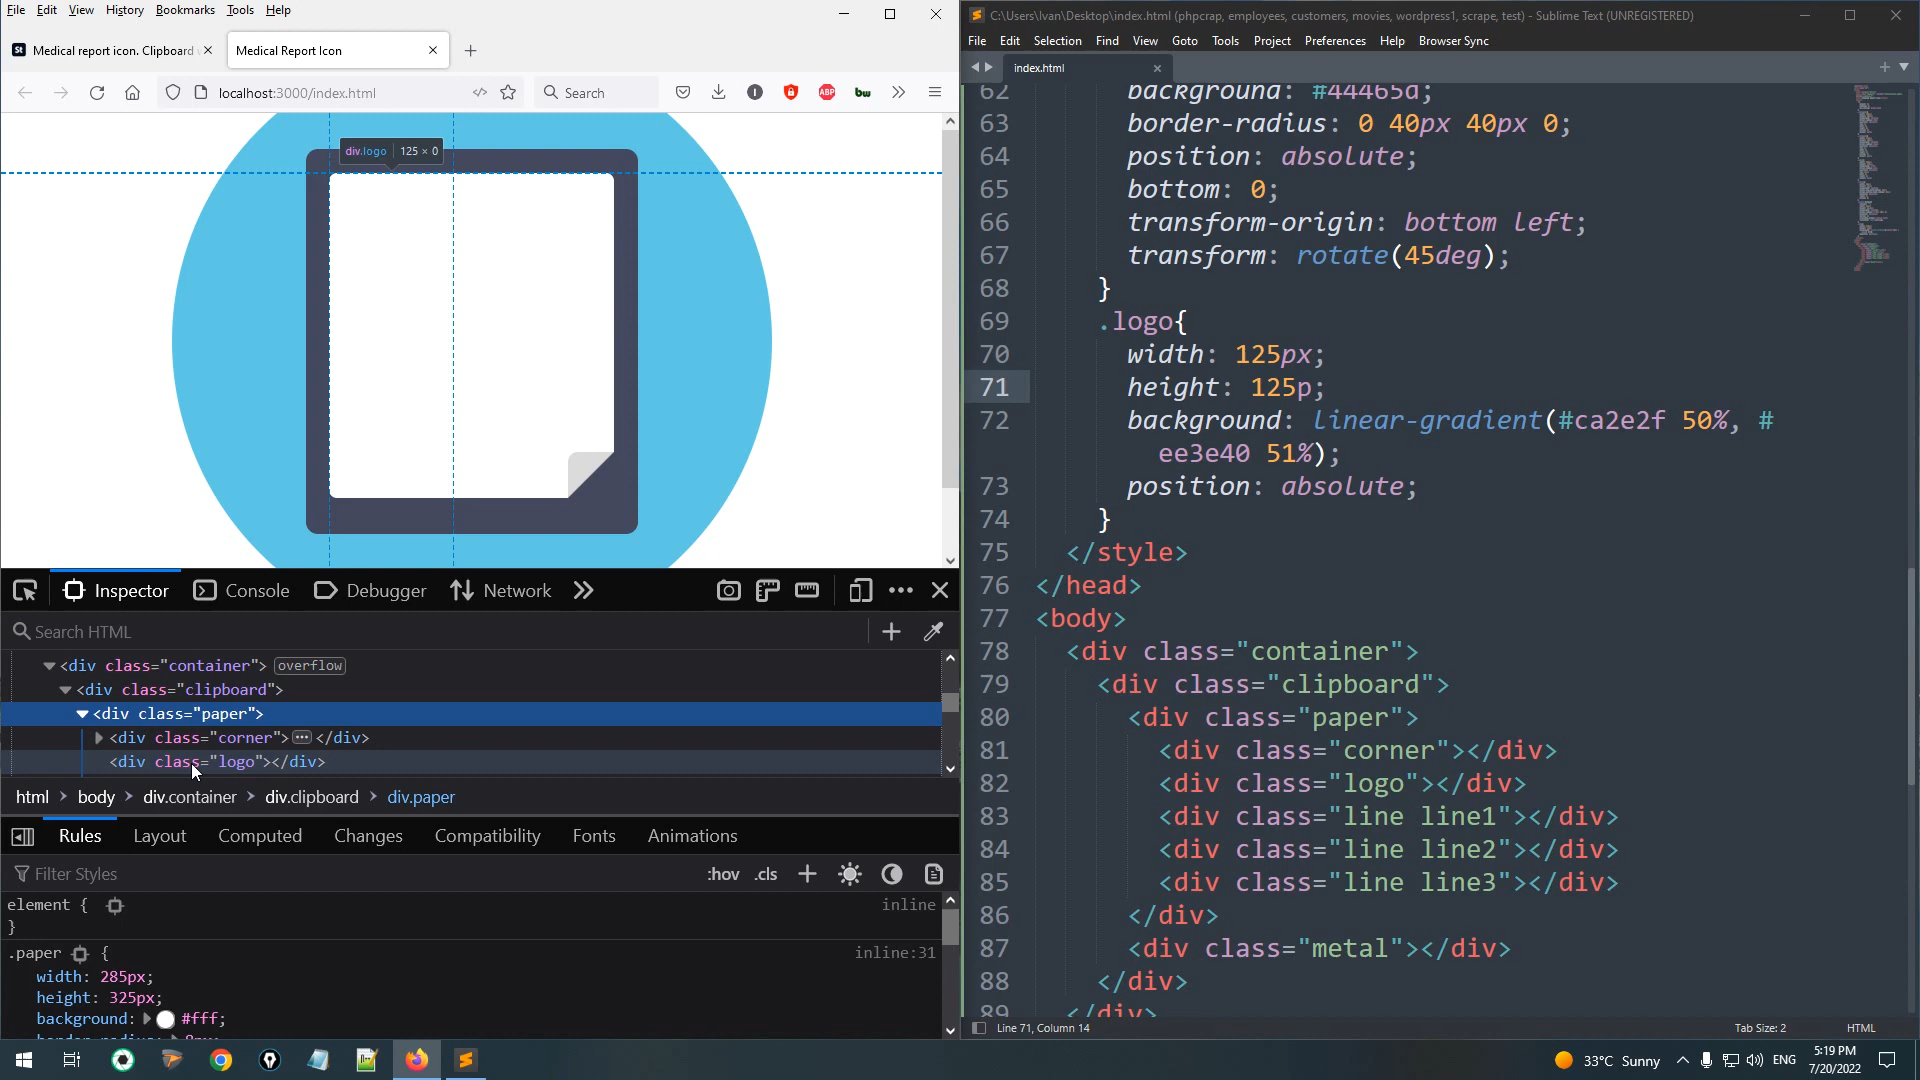 File Edit View History Bookmarks Tools Help
St Medical report icon. Clipboard
Medical Report Icon
localhost:3000/index.html
Search
ABP
bw
div.logo 125 × 0
Inspector Console Debugger Network
Search HTML
<div class="container"> overflow
<div class="clipboard">
<div class="paper">
<div class="corner"> ••• </div>
<div class="logo"></div>
html > body > div.container > div.clipboard > div.paper
Rules Layout Computed Changes Compatibility Fonts Animations
Filter Styles
:hov .cls
element { inline
}
.paper { inline:31
width: 285px;
height: 325px;
background: #fff;
C:\Users\Ivan\Desktop\index.html (phpcrap, employees, customers, movies, wordpress1, scrape, test) - Sublime Text (UNREGISTERED)
File Edit Selection Find View Goto Tools Project Preferences Help Browser Sync
index.html
62 background: #44465d;
63 border-radius: 0 40px 40px 0;
64 position: absolute;
65 bottom: 0;
66 transform-origin: bottom left;
67 transform: rotate(45deg);
68 }
69 .logo{
70 width: 125px;
71 height: 125p;
72 background: linear-gradient(#ca2e2f 50%, #
ee3e40 51%);
73 position: absolute;
74 }
75 </style>
76 </head>
77 <body>
78 <div class="container">
79 <div class="clipboard">
80 <div class="paper">
81 <div class="corner"></div>
82 <div class="logo"></div>
83 <div class="line line1"></div>
84 <div class="line line2"></div>
85 <div class="line line3"></div>
86 </div>
87 <div class="metal"></div>
88 </div>
89 </div>
Line 71, Column 14
Tab Size: 2
HTML
33°C Sunny
ENG
5:19 PM
7/20/2022